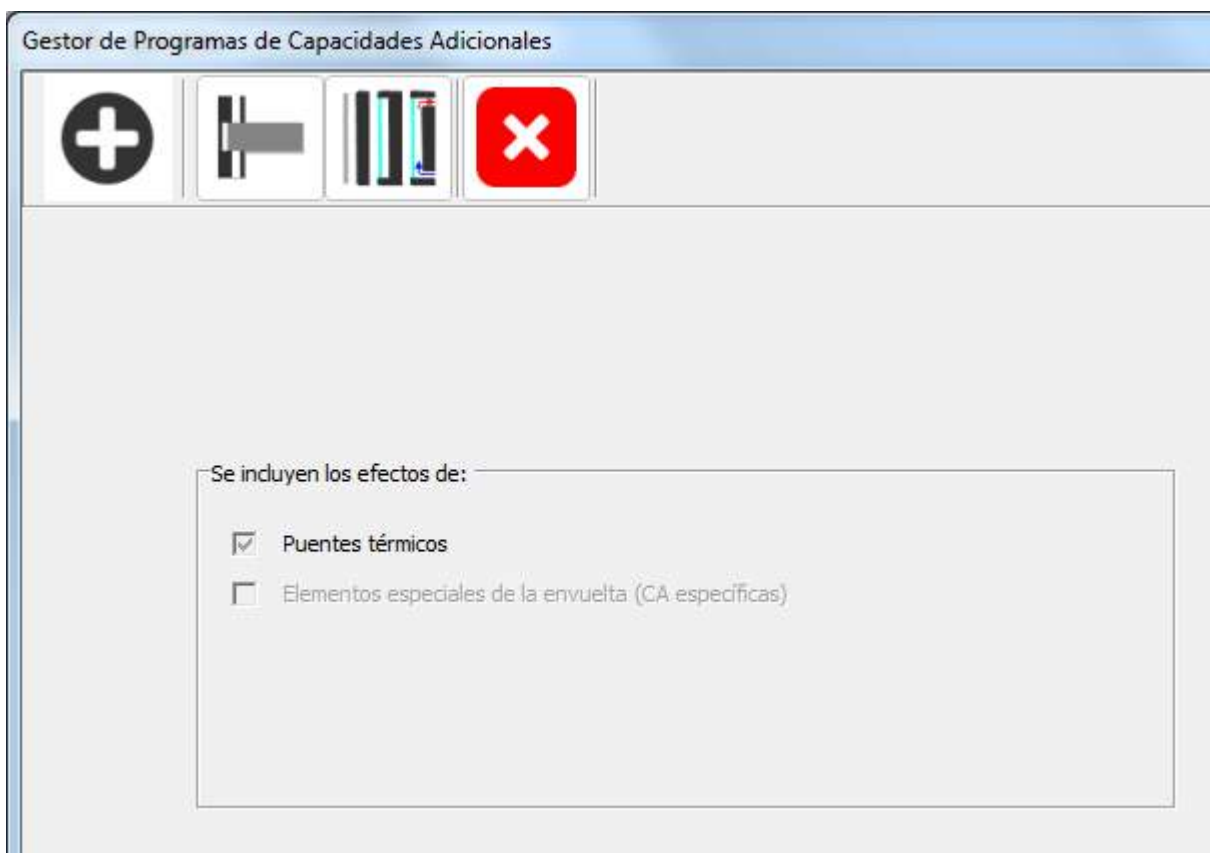 Gestor de Programas de Capacidades Adicionales
Se incluyen los efectos de:
Puentes térmicos
Elementos especiales de la envuelta (CA específicas)